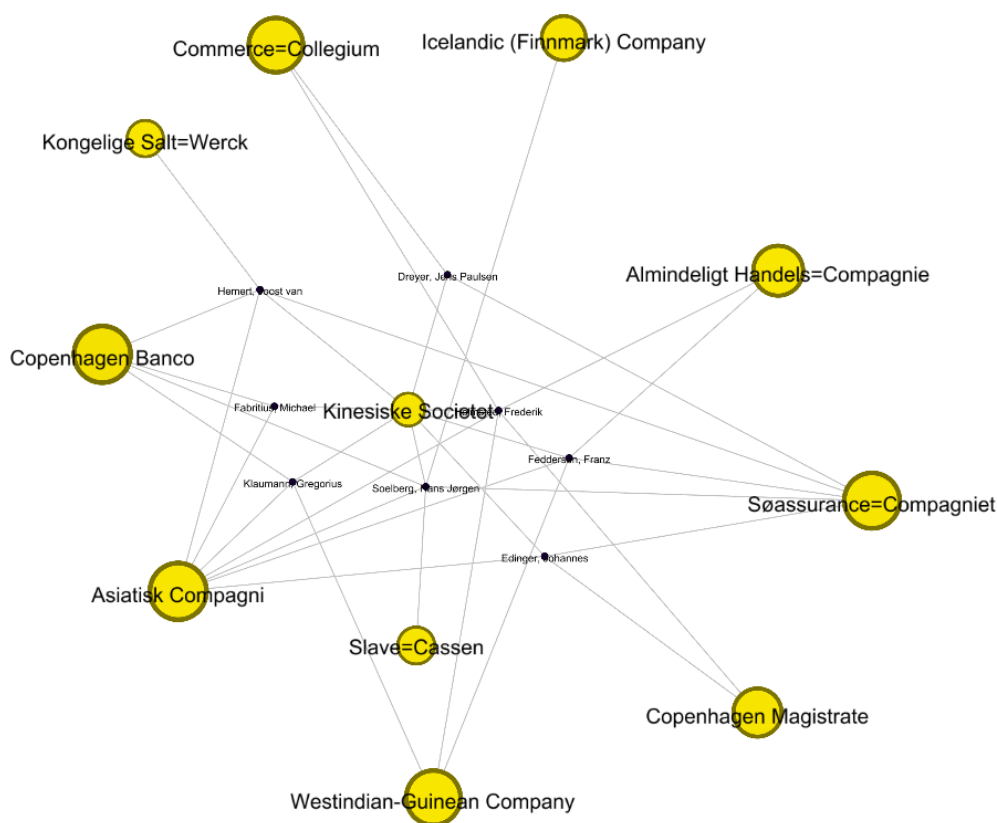 Commerce=Collegium
Icelandic (Finnmark) Company
Kongelige Salt=Werck
Almindeligt Handels=Compagnie
Dreyer, Jens Paulsen
Hemert, Joost van
Copenhagen Banco
Fabritius, Michael
Kinesiske Societet
Frederik
Feddersen, Franz
Klaumann, Gregorius
Soelberg, Hans Jørgen
Søassurance=Compagniet
Edinger, Johannes
Asiatisk Compagni
Slave=Cassen
Copenhagen Magistrate
Westindian-Guinean Company